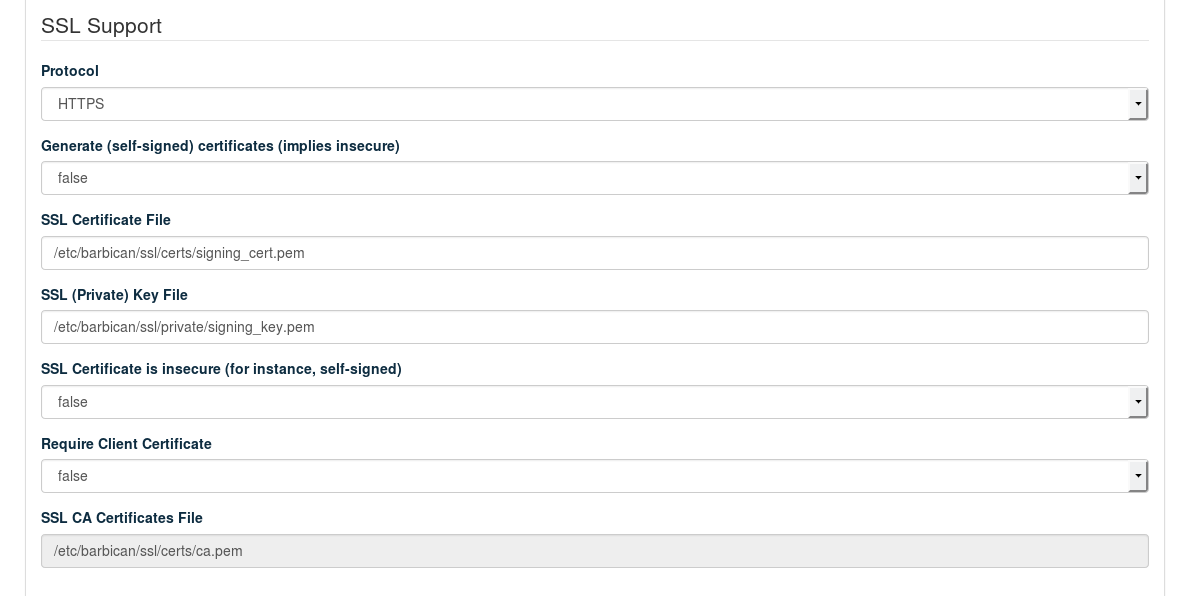 SSL Support
Protocol
HTTPS
Generate (self-signed) certificates (implies insecure)
false
SSL Certificate File
/etc/barbican/ssl/certs/signing_cert.pem
SSL (Private) Key File
/etc/barbican/ssl/private/signing_key.pem
SSL Certificate is insecure (for instance, self-signed)
false
Require Client Certificate
false
SSL CA Certificates File
/etc/barbican/ssl/certs/ca.pem